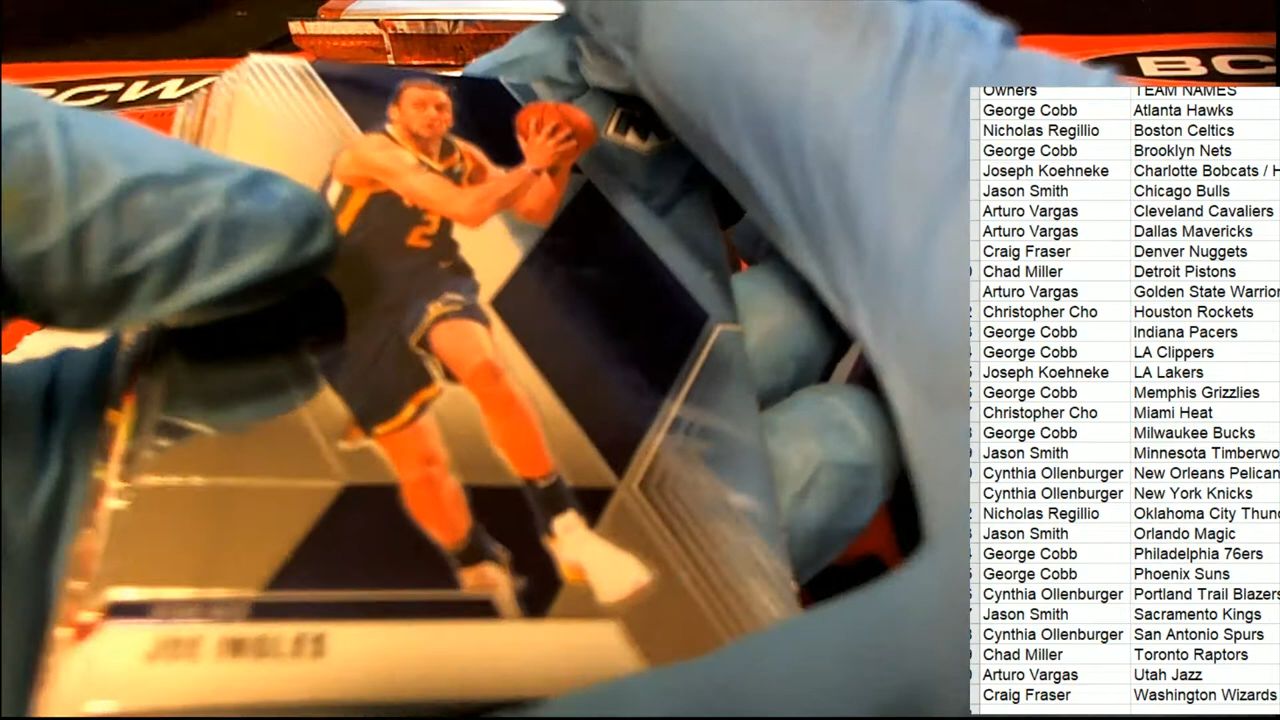 CW
BC
Owners TEAM NAMES
George Cobb Atlanta Hawks
Nicholas Regillio Boston Celtics
George Cobb Brooklyn Nets
Joseph Koehneke Charlotte Bobcats / H
Jason Smith Chicago Bulls
Arturo Vargas Cleveland Cavaliers
Arturo Vargas Dallas Mavericks
Craig Fraser Denver Nuggets
Chad Miller Detroit Pistons
Arturo Vargas Golden State Warrior
Christopher Cho Houston Rockets
George Cobb Indiana Pacers
George Cobb LA Clippers
Joseph Koehneke LA Lakers
George Cobb Memphis Grizzlies
Christopher Cho Miami Heat
George Cobb Milwaukee Bucks
Jason Smith Minnesota Timberwo
Cynthia Ollenburger New Orleans Pelican
Cynthia Ollenburger New York Knicks
Nicholas Regillio Oklahoma City Thun
Jason Smith Orlando Magic
George Cobb Philadelphia 76ers
George Cobb Phoenix Suns
Cynthia Ollenburger Portland Trail Blazers
Jason Smith Sacramento Kings
Cynthia Ollenburger San Antonio Spurs
Chad Miller Toronto Raptors
Arturo Vargas Utah Jazz
Craig Fraser Washington Wizards
2
JOE INGLES